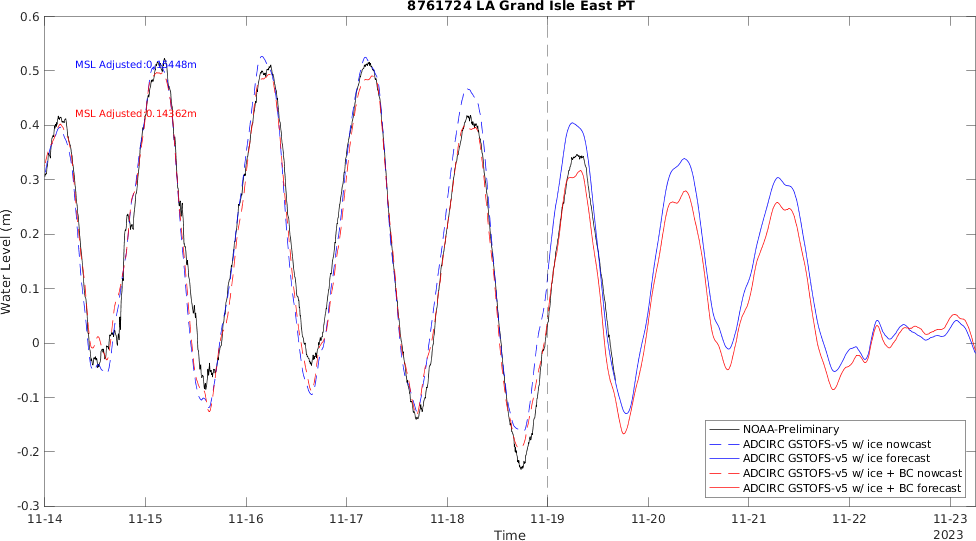 8761724 LA Grand Isle East PT
Water Level (m)
0.6
0.5
0.4
0.3
0.2
0.1
0
-0.1
-0.2
-0.3
MSL Adjusted:
MSL Adjusted:0.14362m
NOAA-Preliminary
ADCIRC GSTOFS-v5 w/ ice nowcast
ADCIRC GSTOFS-v5 w/ ice forecast
ADCIRC GSTOFS-v5 w/ice + BC nowcast
ADCIRC GSTOFS-v5 w/ice + BC forecast
11-14 11-15 11-16 11-17 11-18 11-19 11-20 11-21 11-22 11-23
Time
2023